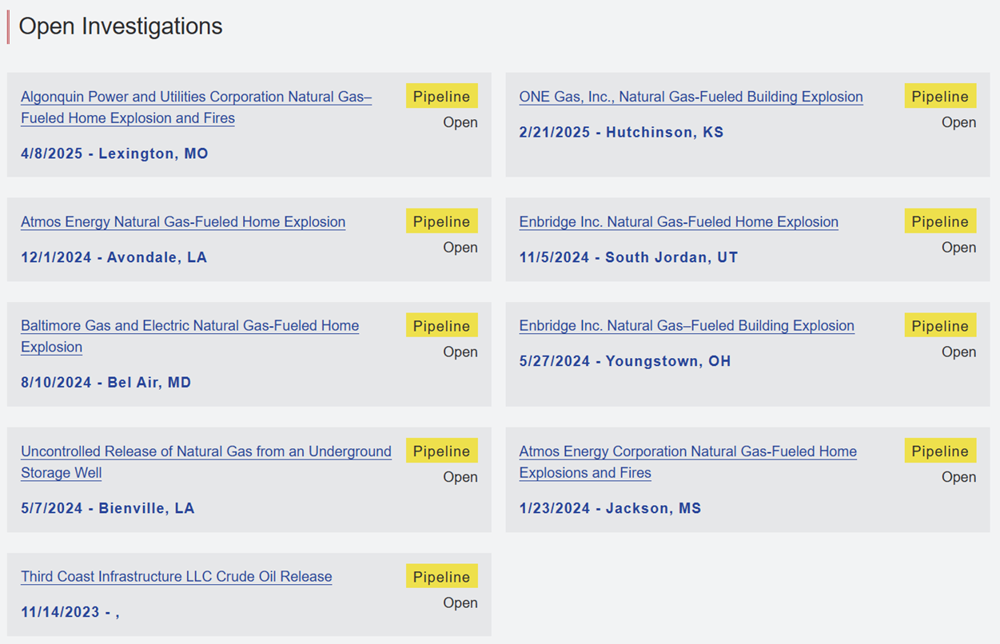 Open Investigations
Algonquin Power and Utilities Corporation Natural Gas–
Fueled Home Explosion and Fires
Pipeline
Open
4/8/2025 - Lexington, MO
ONE Gas, Inc., Natural Gas-Fueled Building Explosion
Pipeline
Open
2/21/2025 - Hutchinson, KS
Atmos Energy Natural Gas-Fueled Home Explosion
Pipeline
Open
12/1/2024 - Avondale, LA
Enbridge Inc. Natural Gas-Fueled Home Explosion
Pipeline
Open
11/5/2024 - South Jordan, UT
Baltimore Gas and Electric Natural Gas-Fueled Home
Explosion
Pipeline
Open
8/10/2024 - Bel Air, MD
Enbridge Inc. Natural Gas–Fueled Building Explosion
Pipeline
Open
5/27/2024 - Youngstown, OH
Uncontrolled Release of Natural Gas from an Underground
Storage Well
Pipeline
Open
5/7/2024 - Bienville, LA
Atmos Energy Corporation Natural Gas-Fueled Home
Explosions and Fires
Pipeline
Open
1/23/2024 - Jackson, MS
Third Coast Infrastructure LLC Crude Oil Release
Pipeline
Open
11/14/2023 - ,